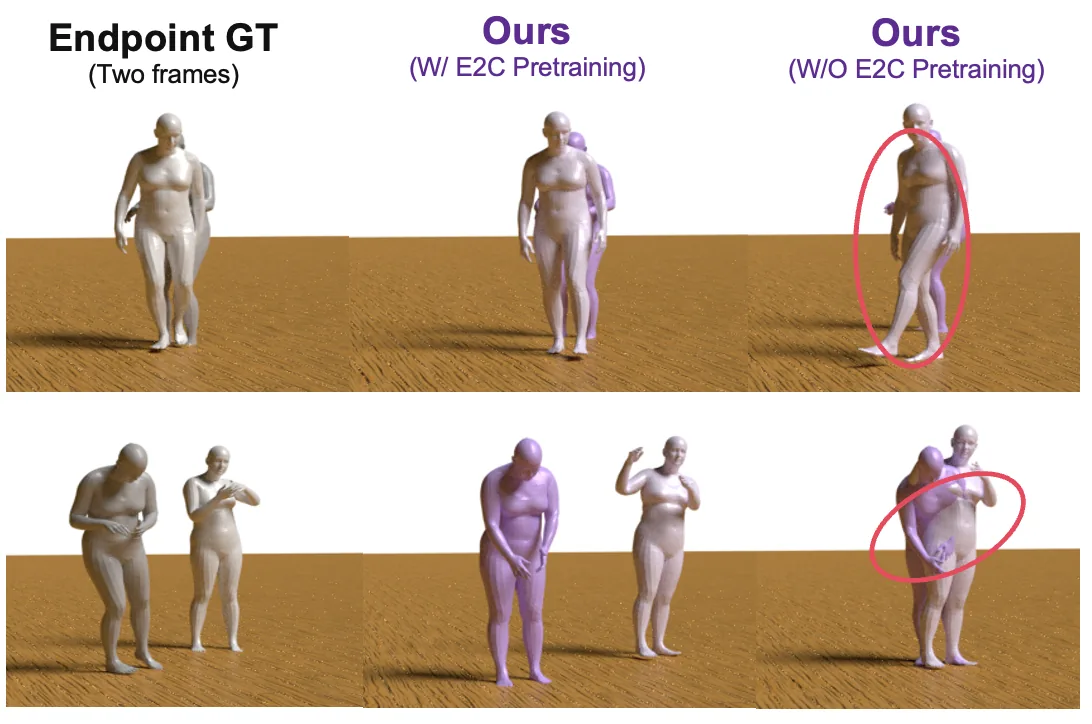 Endpoint GT
(Two frames)
Ours
(W/ E2C Pretraining)
Ours
(W/O E2C Pretraining)